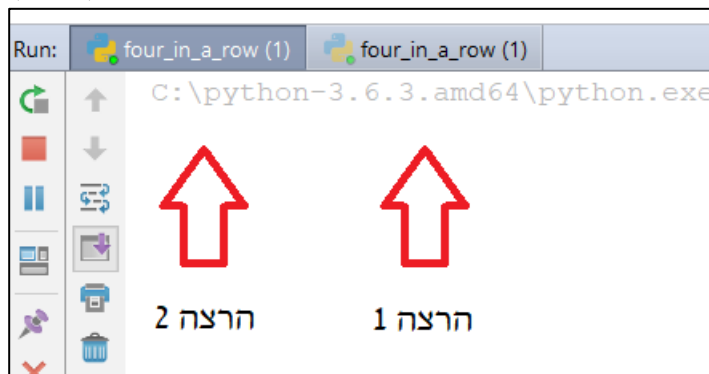 Run: four_in_a_row (1) four_in_a_row (1)
C:\python-3.6.3.amd64\python.exe
הרצה 1 הרצה 2